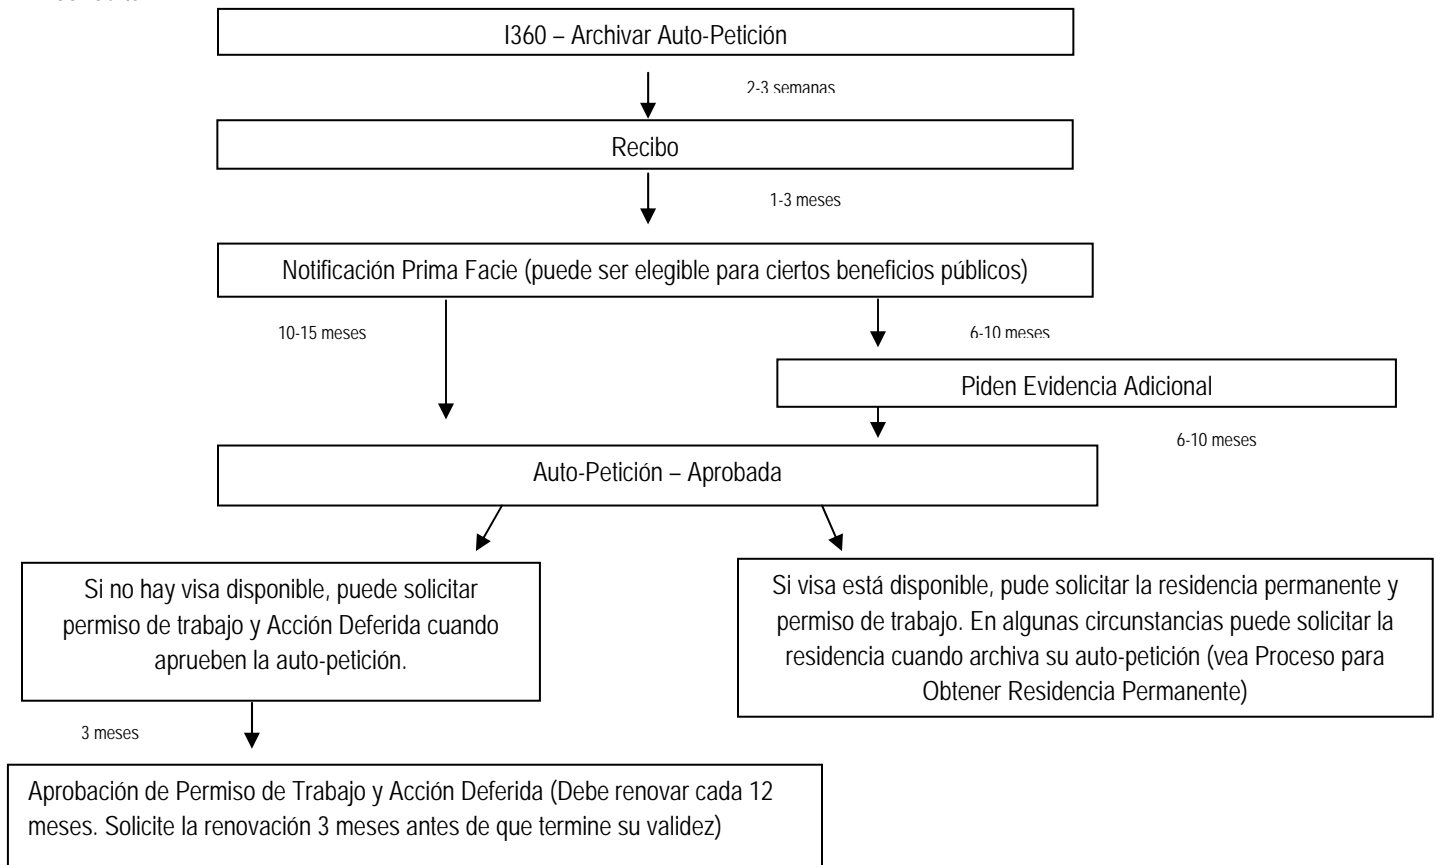 I360 – Archivar Auto-Petición
2-3 semanas
Recibo
1-3 meses
Notificación Prima Facie (puede ser elegible para ciertos beneficios públicos)
10-15 meses
6-10 meses
Piden Evidencia Adicional
6-10 meses
Auto-Petición – Aprobada
Si no hay visa disponible, puede solicitar
permiso de trabajo y Acción Deferida cuando
aprueben la auto-petición.
Si visa está disponible, pude solicitar la residencia permanente y
permiso de trabajo. En algunas circunstancias puede solicitar la
residencia cuando archiva su auto-petición (vea Proceso para
Obtener Residencia Permanente)
3 meses
Aprobación de Permiso de Trabajo y Acción Deferida (Debe renovar cada 12
meses. Solicite la renovación 3 meses antes de que termine su validez)